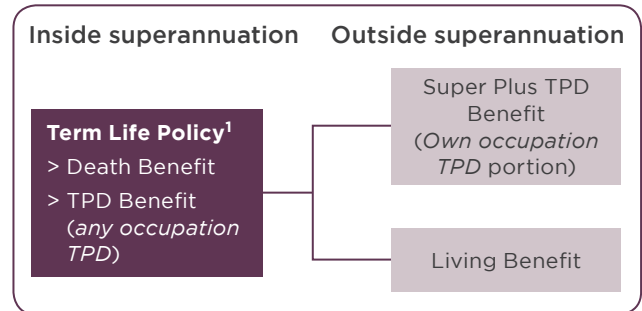 Inside superannuation
Outside superannuation
Term Life Policy¹
> Death Benefit
> TPD Benefit
(any occupation
TPD)
Super Plus TPD
Benefit
(Own occupation
TPD portion)
Living Benefit